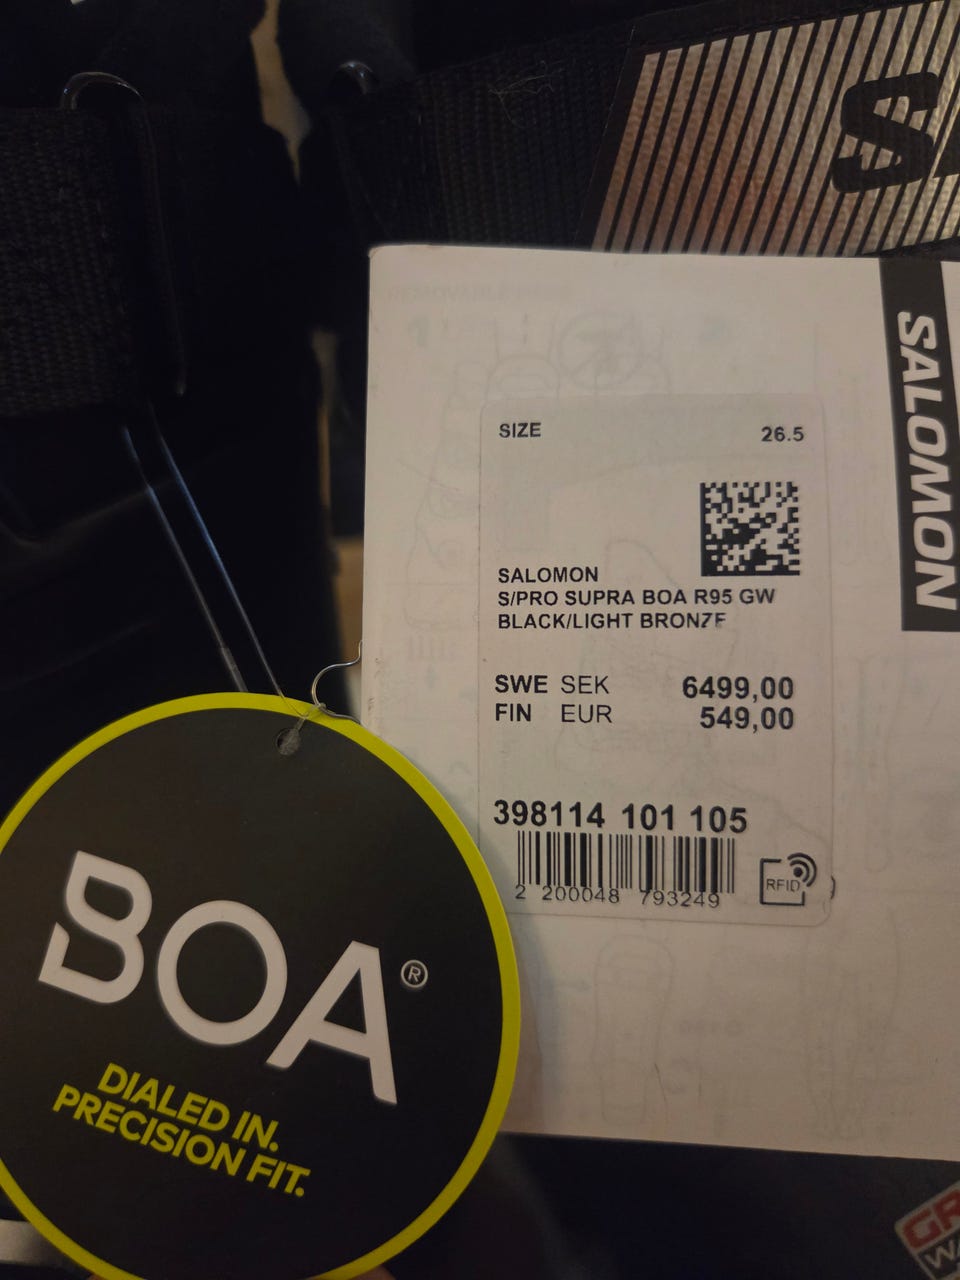 SALOMON
SIZE 26.5
SALOMON
S/PRO SUPRA BOA R95 GW
BLACK/LIGHT BRONZE
SWE SEK 6499,00
FIN EUR 549,00
398114 101 105
2 200048 793249
RFID
BOA®
DIALED IN.
PRECISION FIT.